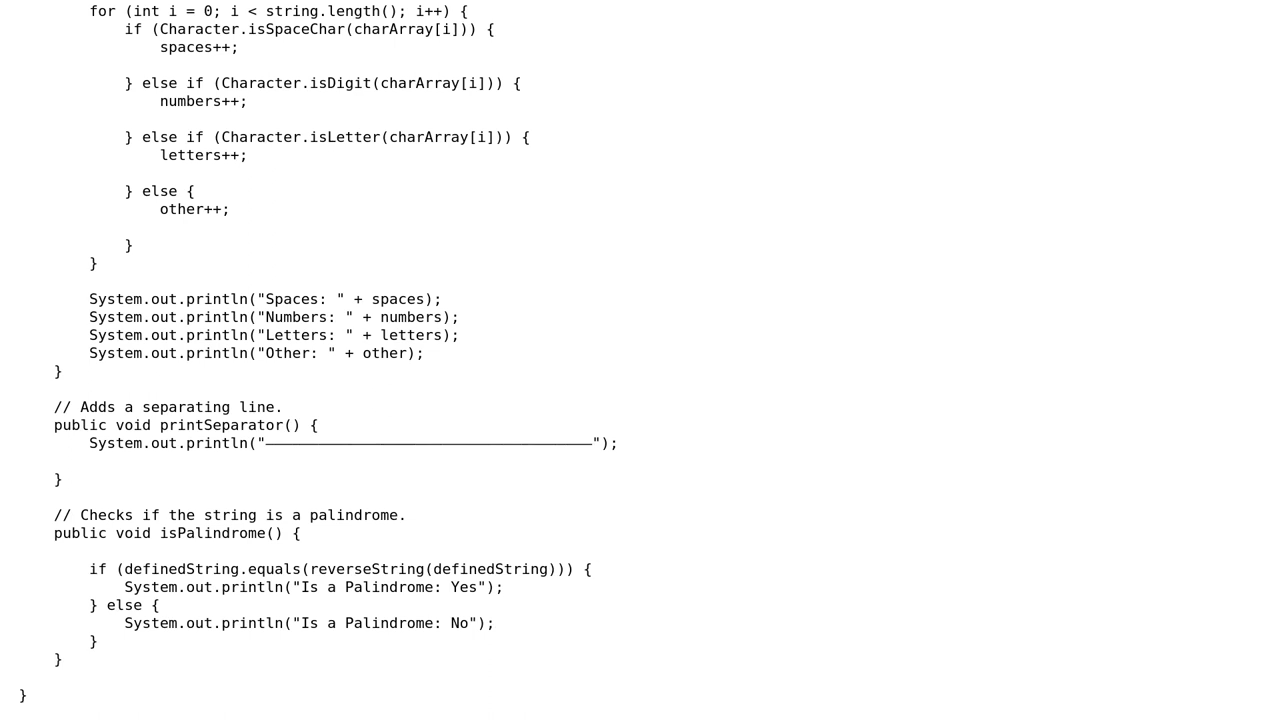 for (int i = 0; i < string.length(); i++) {
if (Character.isSpaceChar(charArray[i])) {
spaces++;
} else if (Character.isDigit(charArray[i])) {
numbers++;
} else if (Character.isLetter(charArray[i])) {
letters++;
} else {
other++;
}
}
System.out.println("Spaces: " + spaces);
System.out.println("Numbers: " + numbers);
System.out.println("Letters: " + letters);
System.out.println("Other: " + other);
}
// Adds a separating line.
public void printSeparator() {
System.out.println("—————————————————————————————————————");
}
// Checks if the string is a palindrome.
public void isPalindrome() {
if (definedString.equals(reverseString(definedString))) {
System.out.println("Is a Palindrome: Yes");
} else {
System.out.println("Is a Palindrome: No");
}
}
}